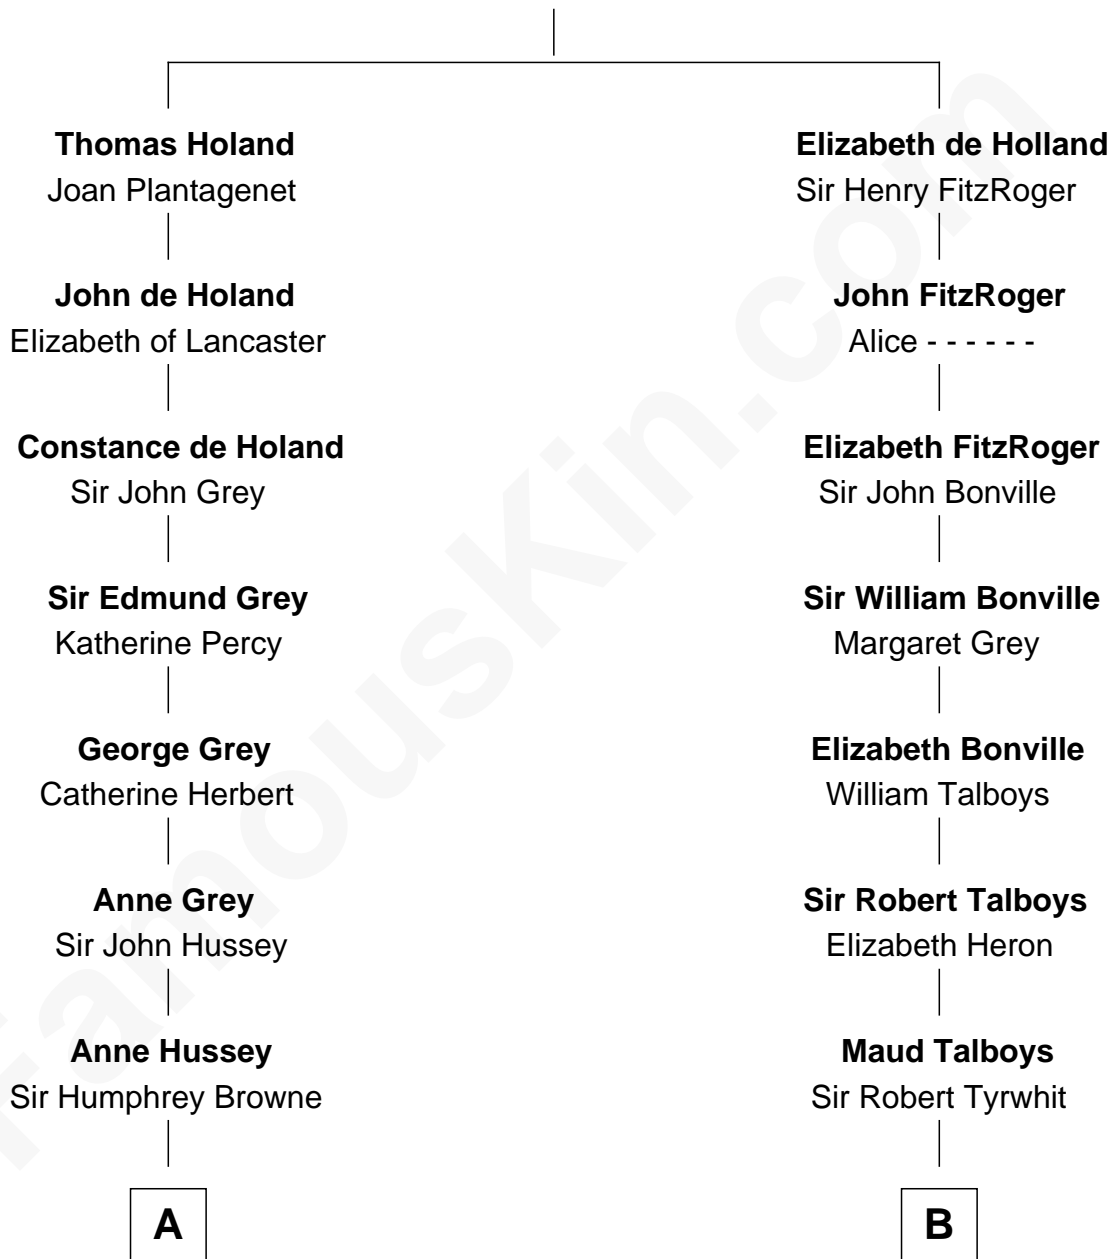 Thomas Holand
Joan Plantagenet
John de Holand
Elizabeth of Lancaster
Constance de Holand
Sir John Grey
Sir Edmund Grey
Katherine Percy
George Grey
Catherine Herbert
Anne Grey
Sir John Hussey
Anne Hussey
Sir Humphrey Browne
A
Elizabeth de Holland
Sir Henry FitzRoger
John FitzRoger
Alice - - - - - -
Elizabeth FitzRoger
Sir John Bonville
Sir William Bonville
Margaret Grey
Elizabeth Bonville
William Talboys
Sir Robert Talboys
Elizabeth Heron
Maud Talboys
Sir Robert Tyrwhit
B
FamousKin.com